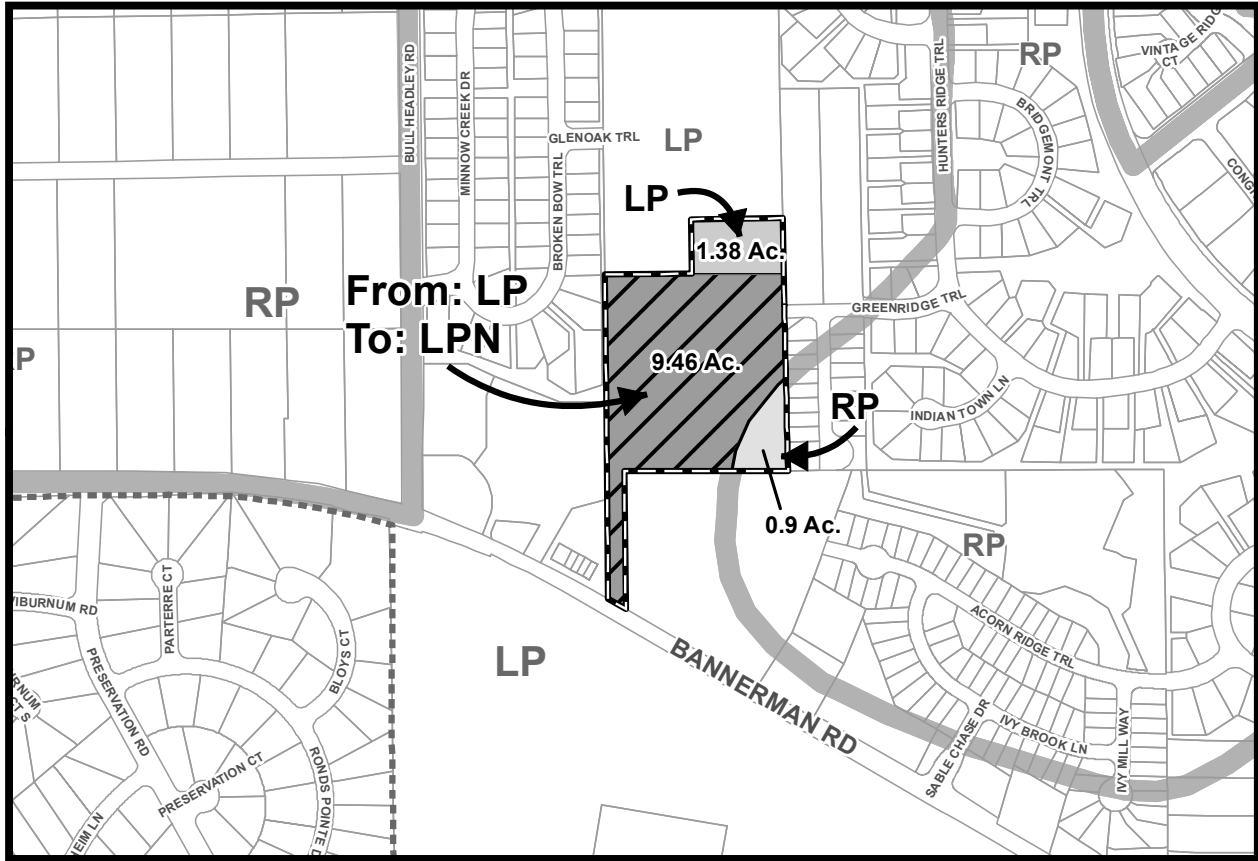 BULL HEADLEY RD
MINNOW CREEK DR
GLENOAK TRL
BROKEN BOW TRL
LP
HUNTERS RIDGE TRL
RP
BRIDGEMONT TRL
VINTAGE RIDGE
CT
LP
1.38 Ac.
RP
From: LP
To: LPN
9.46 Ac.
GREENRIDGE TRL
INDIAN TOWN LN
RP
0.9 Ac.
RP
VIBURNUM RD
PARTERRE CT
PRESERVATION RD
BLOYS CT
LP
BANNERMAN RD
ACORN RIDGE TRL
CT S
PRESERVATION CT
RONDS POINTE D
SABLE CHASE DR
IVY BROOK LN
IVY MILL WAY